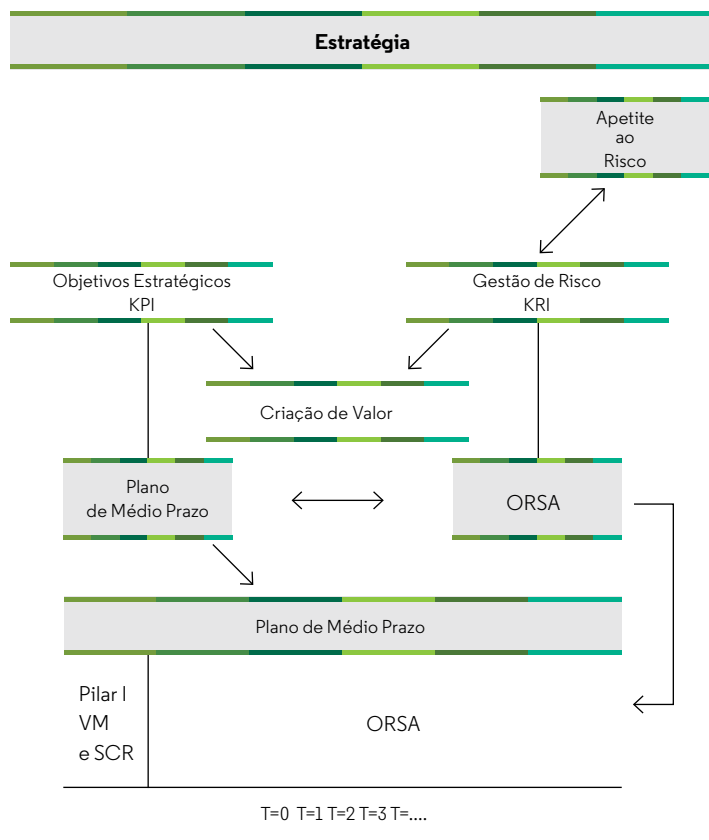 Estratégia
Apetite
ao
Risco
Objetivos Estratégicos
KPI
Gestão de Risco
KRI
Criação de Valor
Plano
de Médio Prazo
ORSA
Plano de Médio Prazo
Pilar I
VM
e SCR
ORSA
T=0 T=1 T=2 T=3 T=....